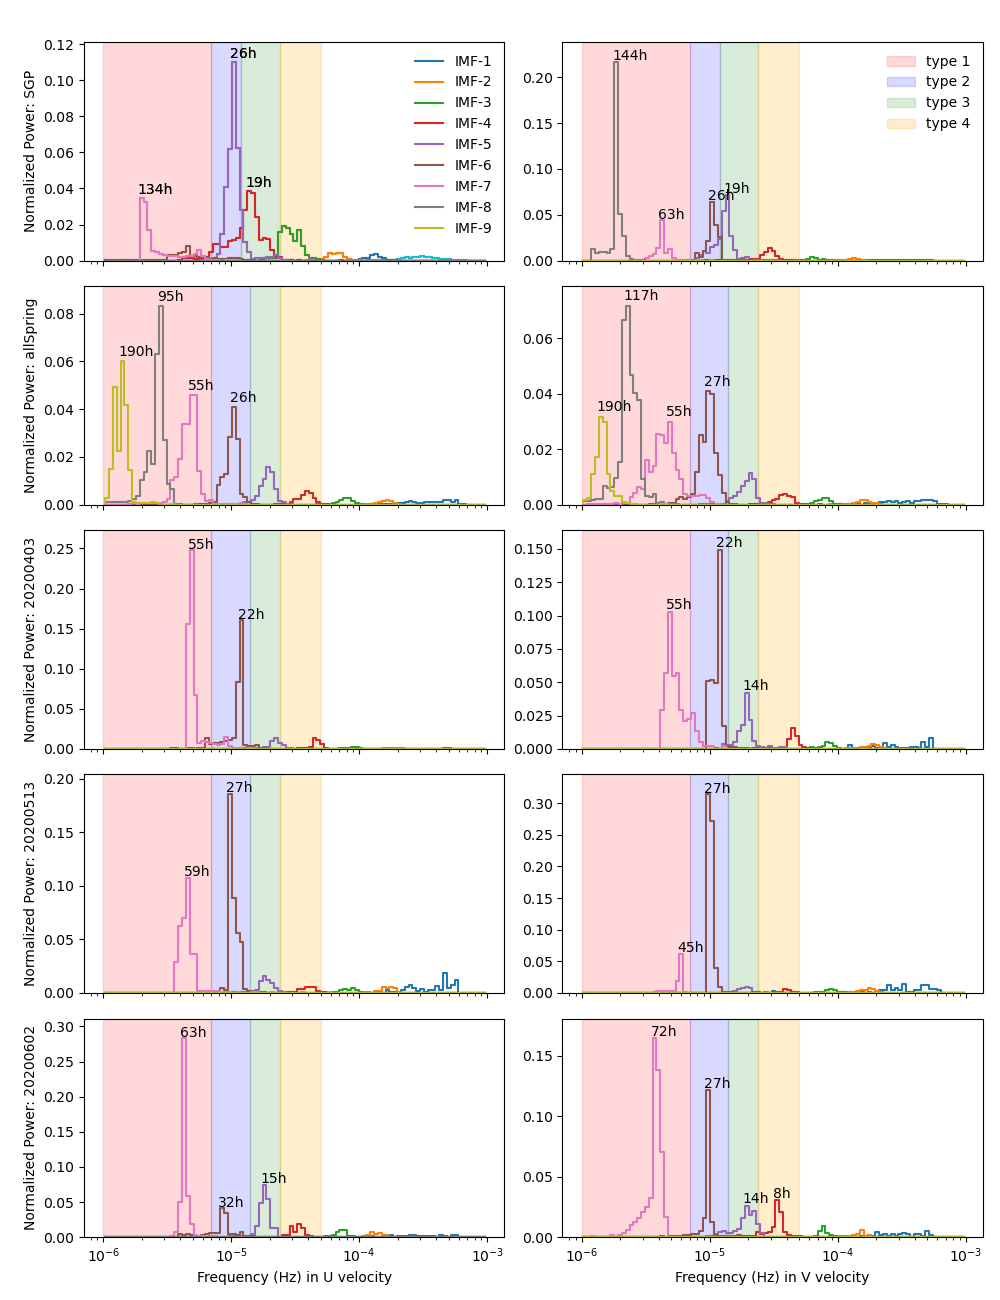 Normalized Power: SGP
0.12
0.10
0.08
0.06
0.04
0.02
0.00
134h
26h
19h
IMF-1
IMF-2
IMF-3
IMF-4
IMF-5
IMF-6
IMF-7
IMF-8
IMF-9
0.20
0.15
0.10
0.05
0.00
144h
63h
26h
19h
type 1
type 2
type 3
type 4
Normalized Power: allSpring
0.08
0.06
0.04
0.02
0.00
190h
95h
55h
26h
0.06
0.04
0.02
0.00
190h
117h
55h
27h
Normalized Power: 20200403
0.25
0.20
0.15
0.10
0.05
0.00
55h
22h
0.150
0.125
0.100
0.075
0.050
0.025
0.000
55h
22h
14h
Normalized Power: 20200513
0.20
0.15
0.10
0.05
0.00
59h
27h
0.30
0.25
0.20
0.15
0.10
0.05
0.00
45h
27h
Normalized Power: 20200602
0.30
0.25
0.20
0.15
0.10
0.05
0.00
63h
32h
15h
10⁻⁶
10⁻⁵
10⁻⁴
10⁻³
Frequency (Hz) in U velocity
0.15
0.10
0.05
0.00
72h
27h
14h
8h
10⁻⁶
10⁻⁵
10⁻⁴
10⁻³
Frequency (Hz) in V velocity